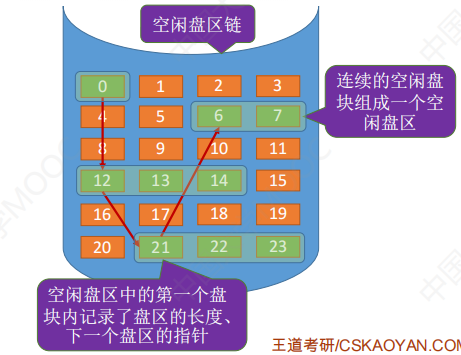 空闲盘区链
0 1 2 3
连续的空闲盘
块组成一个空
闲盘区
4 5 6 7
8 9 10 11
12 13 14 15
16 17 18 19
20 21 22 23
空闲盘区中的第一个盘
块内记录了盘区的长度、
下一个盘区的指针
王道考研/CSKAOYAN.COM